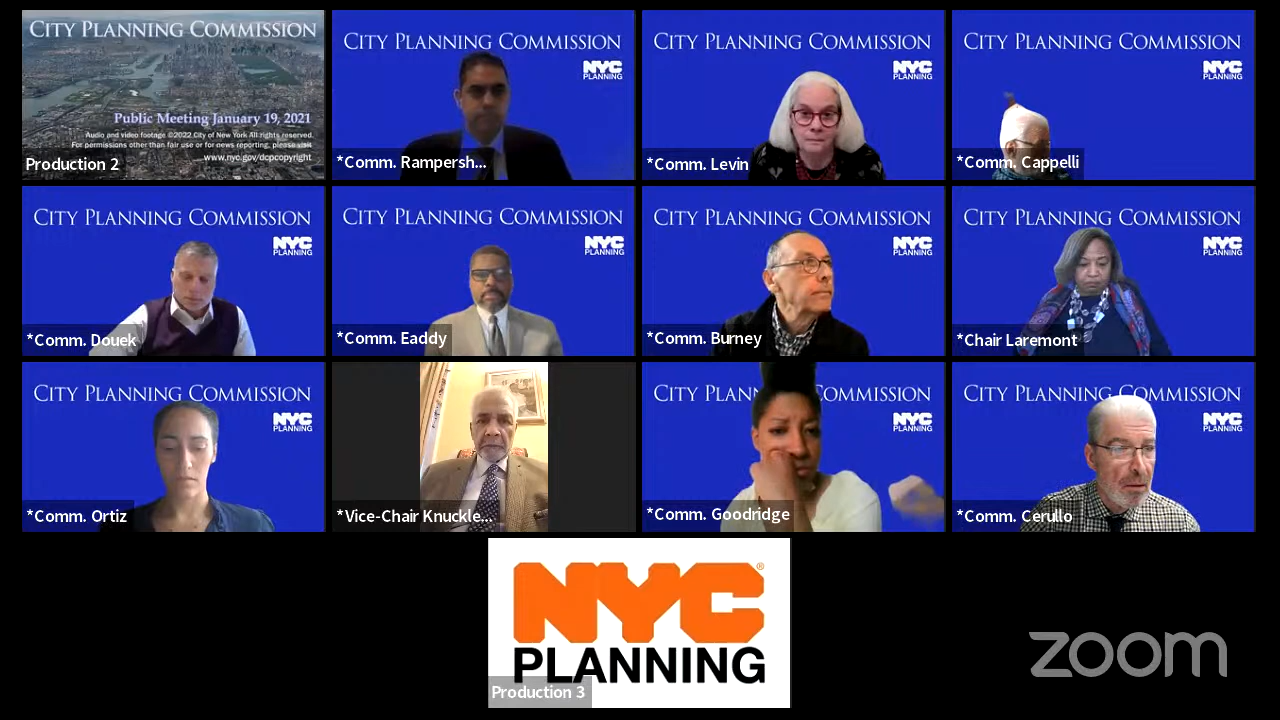 CITY PLANNING COMMISSION
Public Meeting January 19, 2021
Audio and video footage ©2022 City of New York All rights reserved.
For permissions other than fair use or for news reporting, please visit
www.nyc.gov/dcpcopyright
Production 2
CITY PLANNING COMMISSION
NYC
PLANNING
*Comm. Rampersh...
CITY PLANNING COMMISSION
NYC
PLANNING
*Comm. Levin
CITY PLANNING COMMISSION
NYC
PLANNING
*Comm. Cappelli
CITY PLANNING COMMISSION
NYC
PLANNING
*Comm. Douek
CITY PLANNING COMMISSION
NYC
PLANNING
*Comm. Eaddy
CITY PLANNING COMMISSION
NYC
PLANNING
*Comm. Burney
CITY PLANNING COMMISSION
NYC
PLANNING
*Chair Laremont
CITY PLANNING COMMISSION
NYC
PLANNING
*Comm. Ortiz
*Vice-Chair Knuckle...
CITY PLANN COMMISSION
NYC
PLANNING
*Comm. Goodridge
CITY PLANNING COMMISSION
NYC
PLANNING
*Comm. Cerullo
NYC®
PLANNING
Production 3
zoom